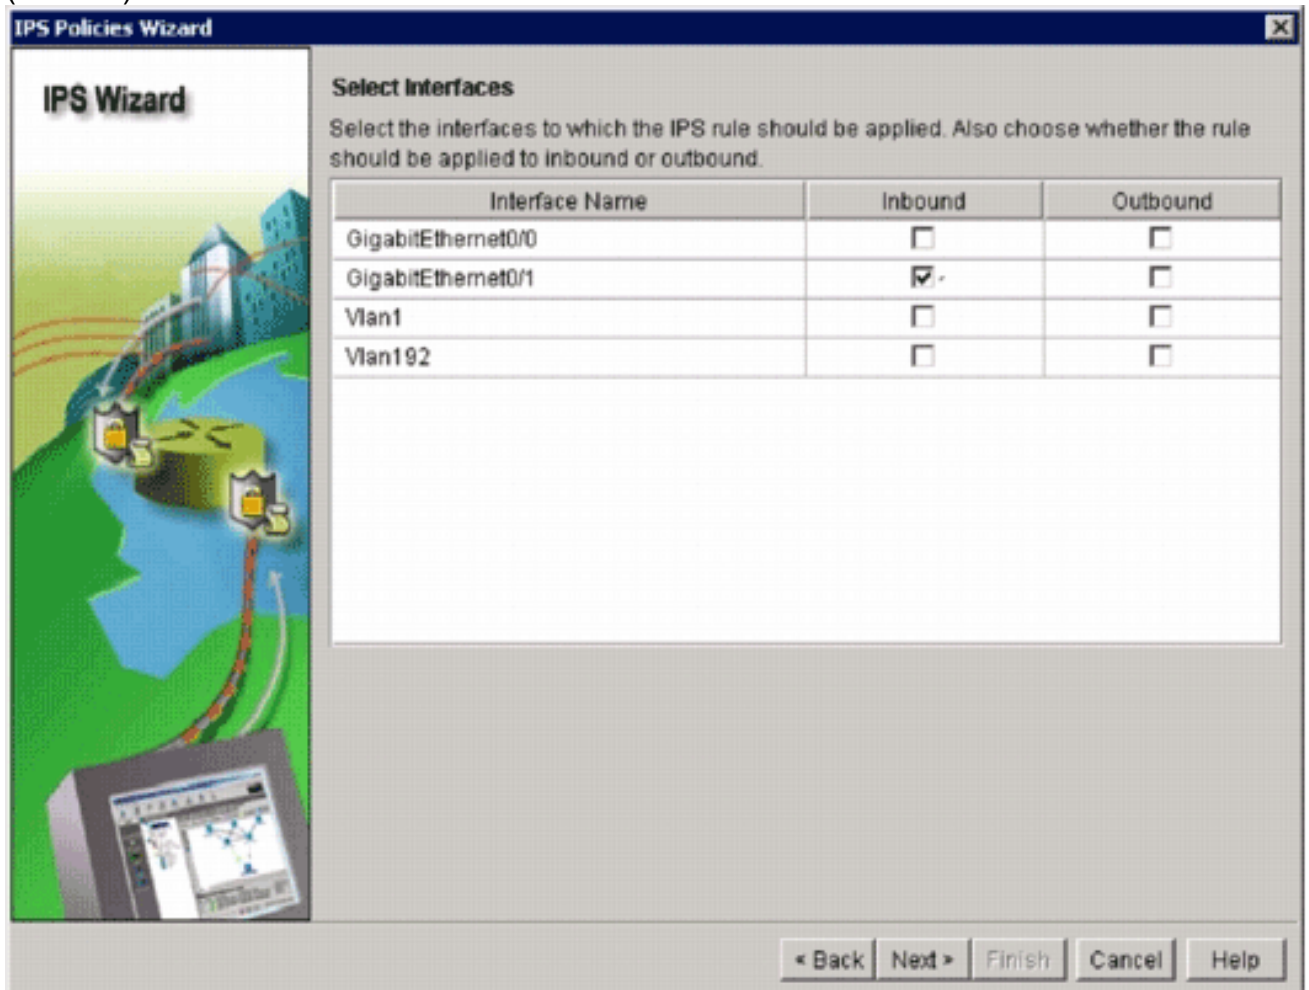 IPS Policies Wizard
IPS Wizard
Select Interfaces
Select the interfaces to which the IPS rule should be applied. Also choose whether the rule
should be applied to inbound or outbound.
Interface Name Inbound Outbound
GigabitEthernet0/0
GigabitEthernet0/1
Vlan1
Vlan192
< Back Next > Finish Cancel Help